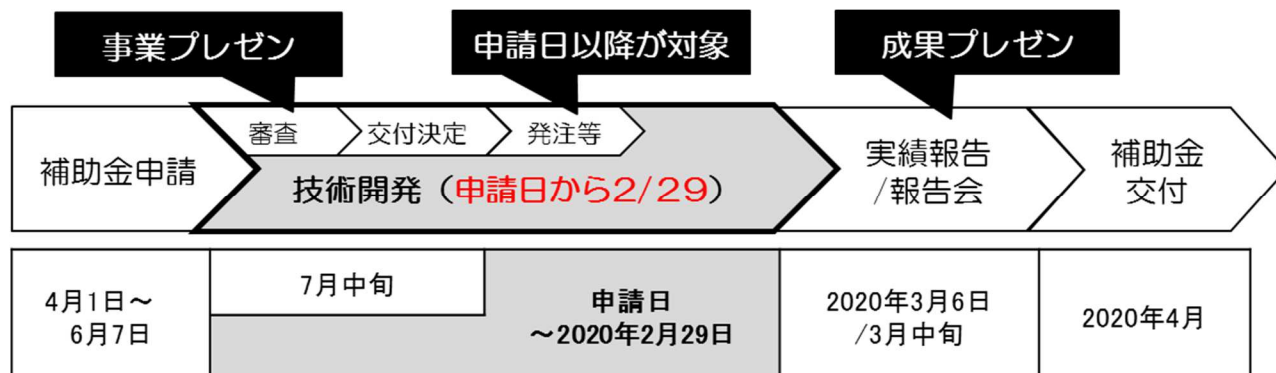 事業プレゼン
申請日以降が対象
成果プレゼン
補助金申請
審査
交付決定
発注等
技術開発（申請日から2/29）
実績報告
/報告会
補助金
交付
4月1日～
6月7日
7月中旬
申請日
～2020年2月29日
2020年3月6日
/3月中旬
2020年4月